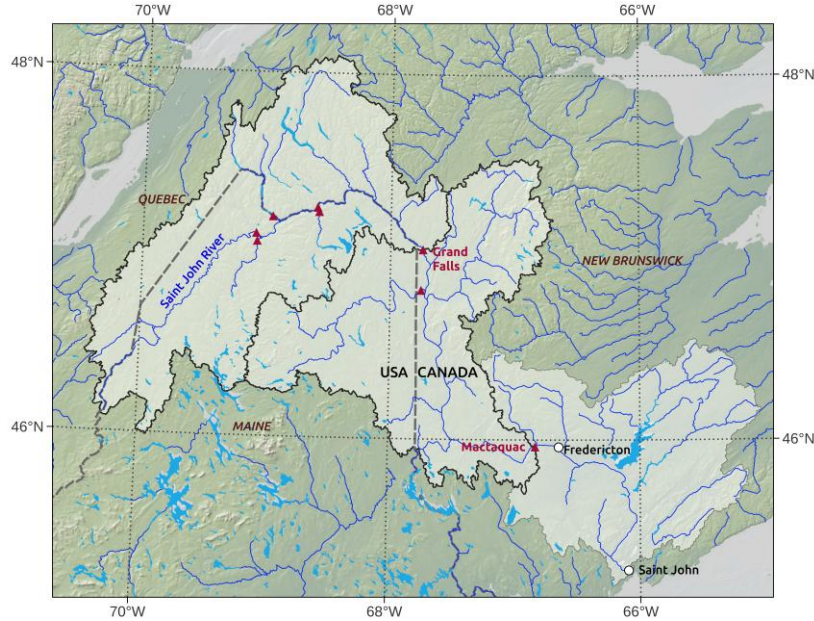 70°W 68°W 66°W
48°N 48°N
QUEBEC
Saint John River
Grand
Falls
NEW BRUNSWICK
USA CANADA
46°N 46°N
MAINE
Mactaquac Fredericton
Saint John
70°W 68°W 66°W